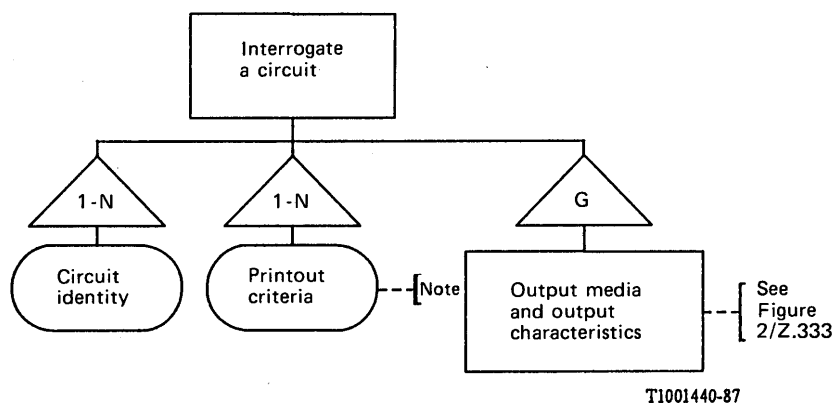 Interrogate
a circuit
1-N
1-N
G
Circuit
identity
Printout
criteria
Note
Output media
and output
characteristics
See
Figure
2/Z.333
T1001440-87